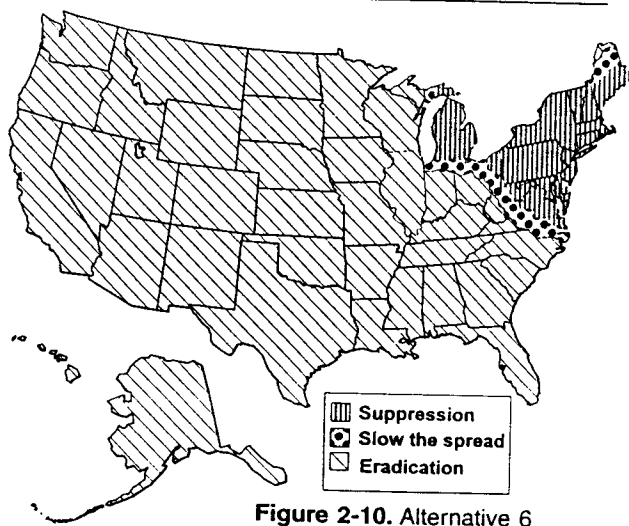 Suppression
Slow the spread
Eradication
Figure 2-10. Alternative 6